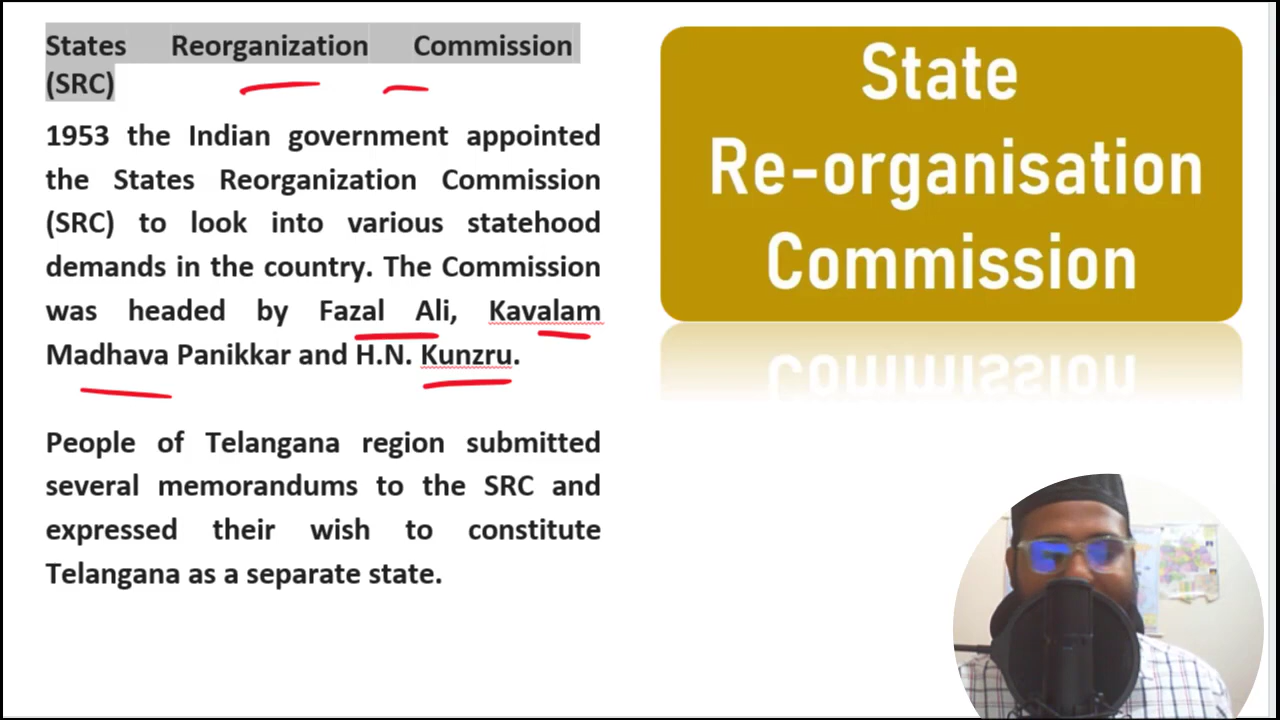 States Reorganization Commission
(SRC)
1953 the Indian government appointed
the States Reorganization Commission
(SRC) to look into various statehood
demands in the country. The Commission
was headed by Fazal Ali, Kavalam
Madhava Panikkar and H.N. Kunzru.
People of Telangana region submitted
several memorandums to the SRC and
expressed their wish to constitute
Telangana as a separate state.
State
Re-organisation
Commission